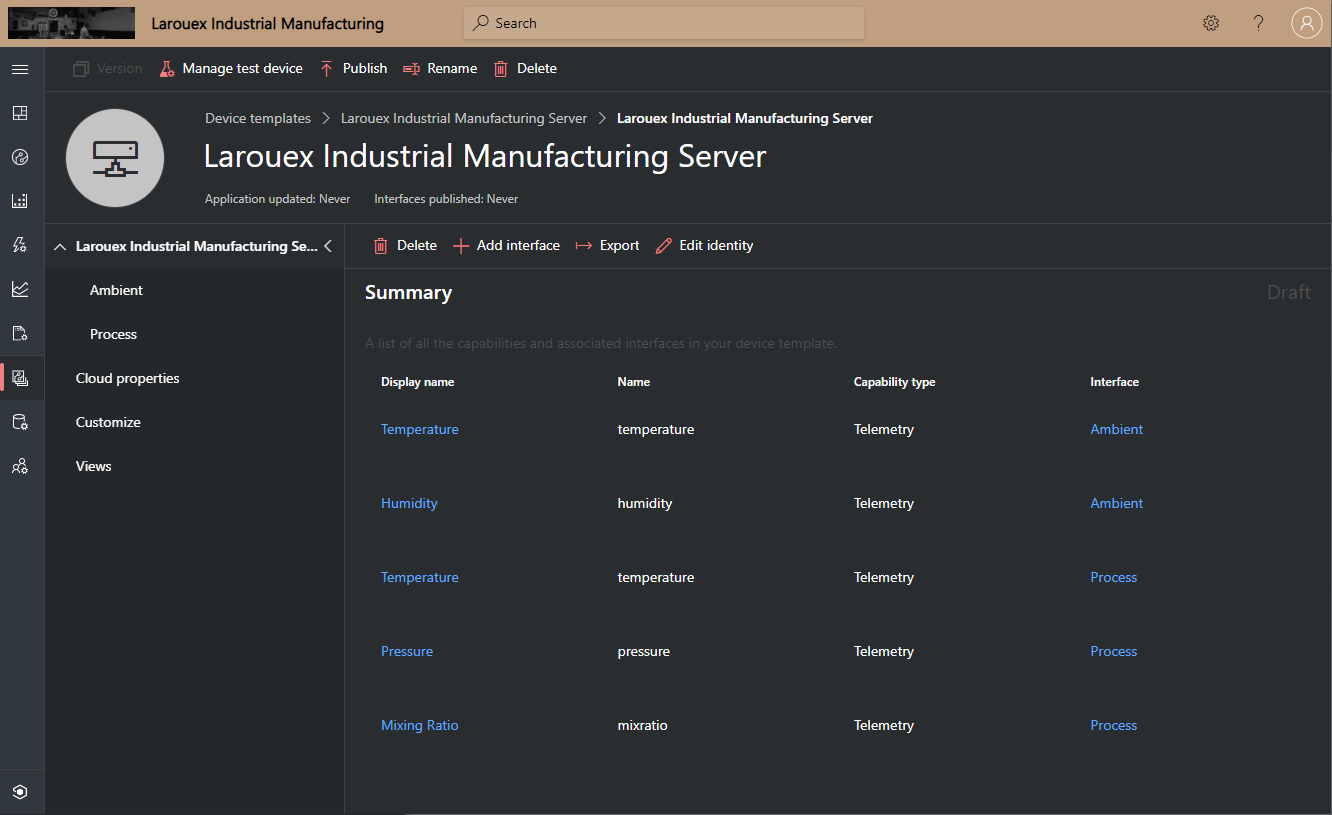 Larouex Industrial Manufacturing
Search
Version
Manage test device
Publish
Rename
Delete
Device templates > Larouex Industrial Manufacturing Server > Larouex Industrial Manufacturing Server
Larouex Industrial Manufacturing Server
Application updated: Never Interfaces published: Never
Larouex Industrial Manufacturing Se...
Ambient
Process
Cloud properties
Customize
Views
Delete
Add interface
Export
Edit identity
Summary
Draft
A list of all the capabilities and associated interfaces in your device template.
Display name Name Capability type Interface
Temperature temperature Telemetry Ambient
Humidity humidity Telemetry Ambient
Temperature temperature Telemetry Process
Pressure pressure Telemetry Process
Mixing Ratio mixratio Telemetry Process